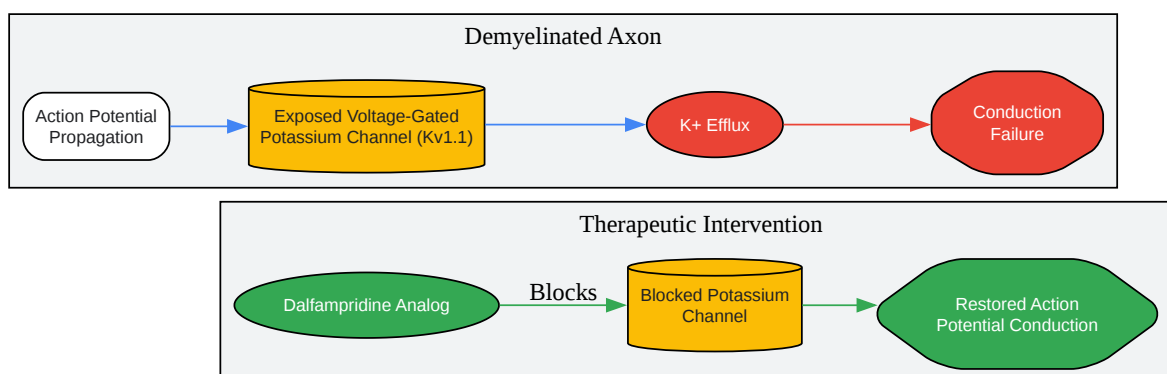 Demyelinated Axon
Action Potential
Propagation
Exposed Voltage-Gated
Potassium Channel (Kv1.1)
K+ Efflux
Conduction
Failure
Therapeutic Intervention
Dalfampridine Analog
Blocks
Blocked Potassium
Channel
Restored Action
Potential Conduction